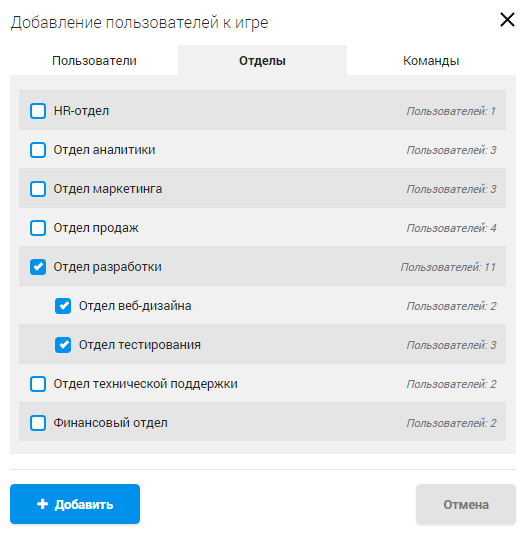 Добавление пользователей к игре
Пользователи Отделы Команды
HR-отдел Пользователей: 1
Отдел аналитики Пользователей: 3
Отдел маркетинга Пользователей: 3
Отдел продаж Пользователей: 4
Отдел разработки Пользователей: 11
Отдел веб-дизайна Пользователей: 2
Отдел тестирования Пользователей: 3
Отдел технической поддержки Пользователей: 2
Финансовый отдел Пользователей: 2
Добавить Отмена